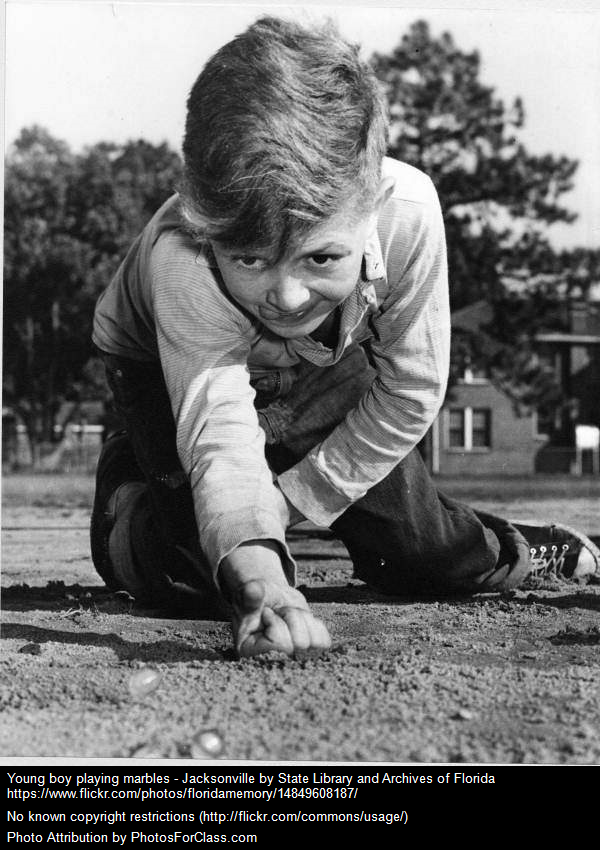 Young boy playing marbles - Jacksonville by State Library and Archives of Florida
https://www.flickr.com/photos/floridamemory/14849608187/
No known copyright restrictions (http://flickr.com/commons/usage/)
Photo Attribution by PhotosForClass.com